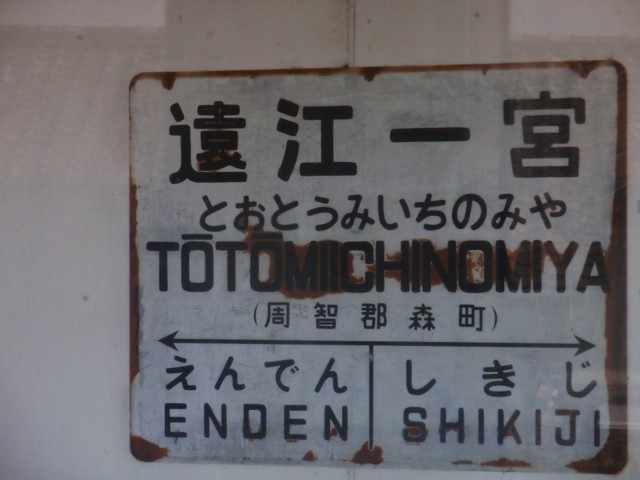 遠江一宮
とおとうみいちのみや
TŌTŌMIICHINOMIYA
(周智郡森町)
えんでん しきじ
ENDEN SHIKIJI